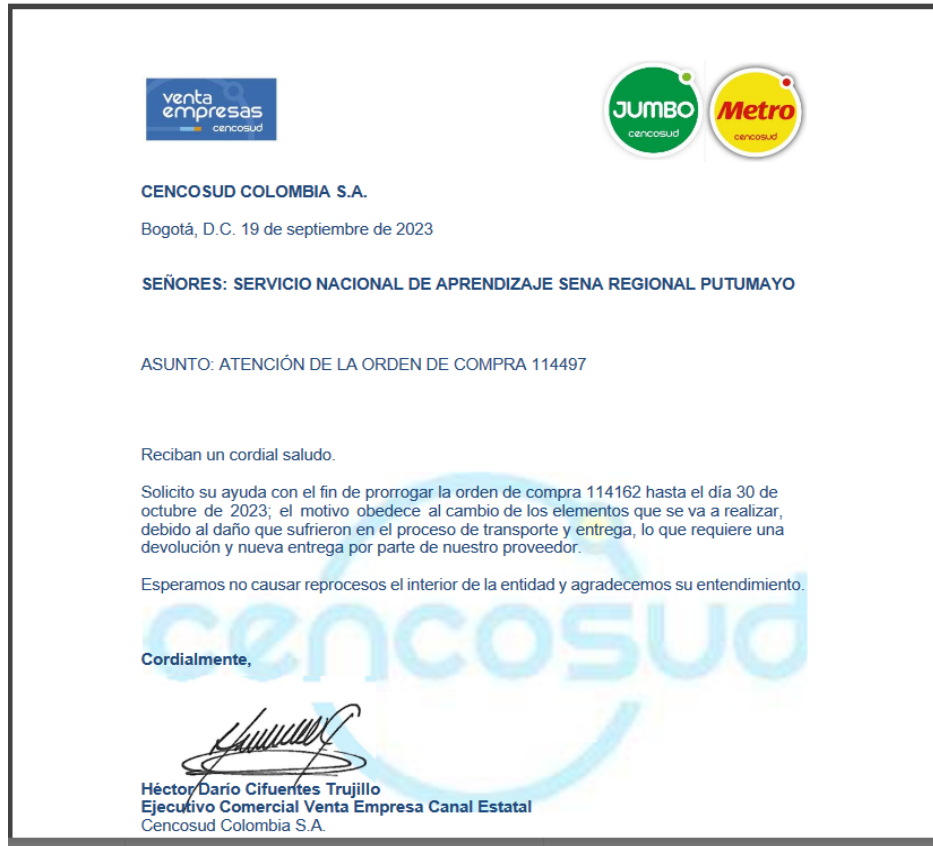 venta
empresas
cencosud
JUMBO
cencosud
Metro
cencosud
CENCOSUD COLOMBIA S.A.
Bogotá, D.C. 19 de septiembre de 2023
SEÑORES: SERVICIO NACIONAL DE APRENDIZAJE SENA REGIONAL PUTUMAYO
ASUNTO: ATENCIÓN DE LA ORDEN DE COMPRA 114497
Reciban un cordial saludo.
Solicito su ayuda con el fin de prorrogar la orden de compra 114162 hasta el día 30 de
octubre de 2023; el motivo obedece al cambio de los elementos que se va a realizar,
debido al daño que sufrieron en el proceso de transporte y entrega, lo que requiere una
devolución y nueva entrega por parte de nuestro proveedor.
Esperamos no causar reprocesos el interior de la entidad y agradecemos su entendimiento.
cencosud
Cordialmente,
Héctor Darío Cifuentes Trujillo
Ejecutivo Comercial Venta Empresa Canal Estatal
Cencosud Colombia S.A.